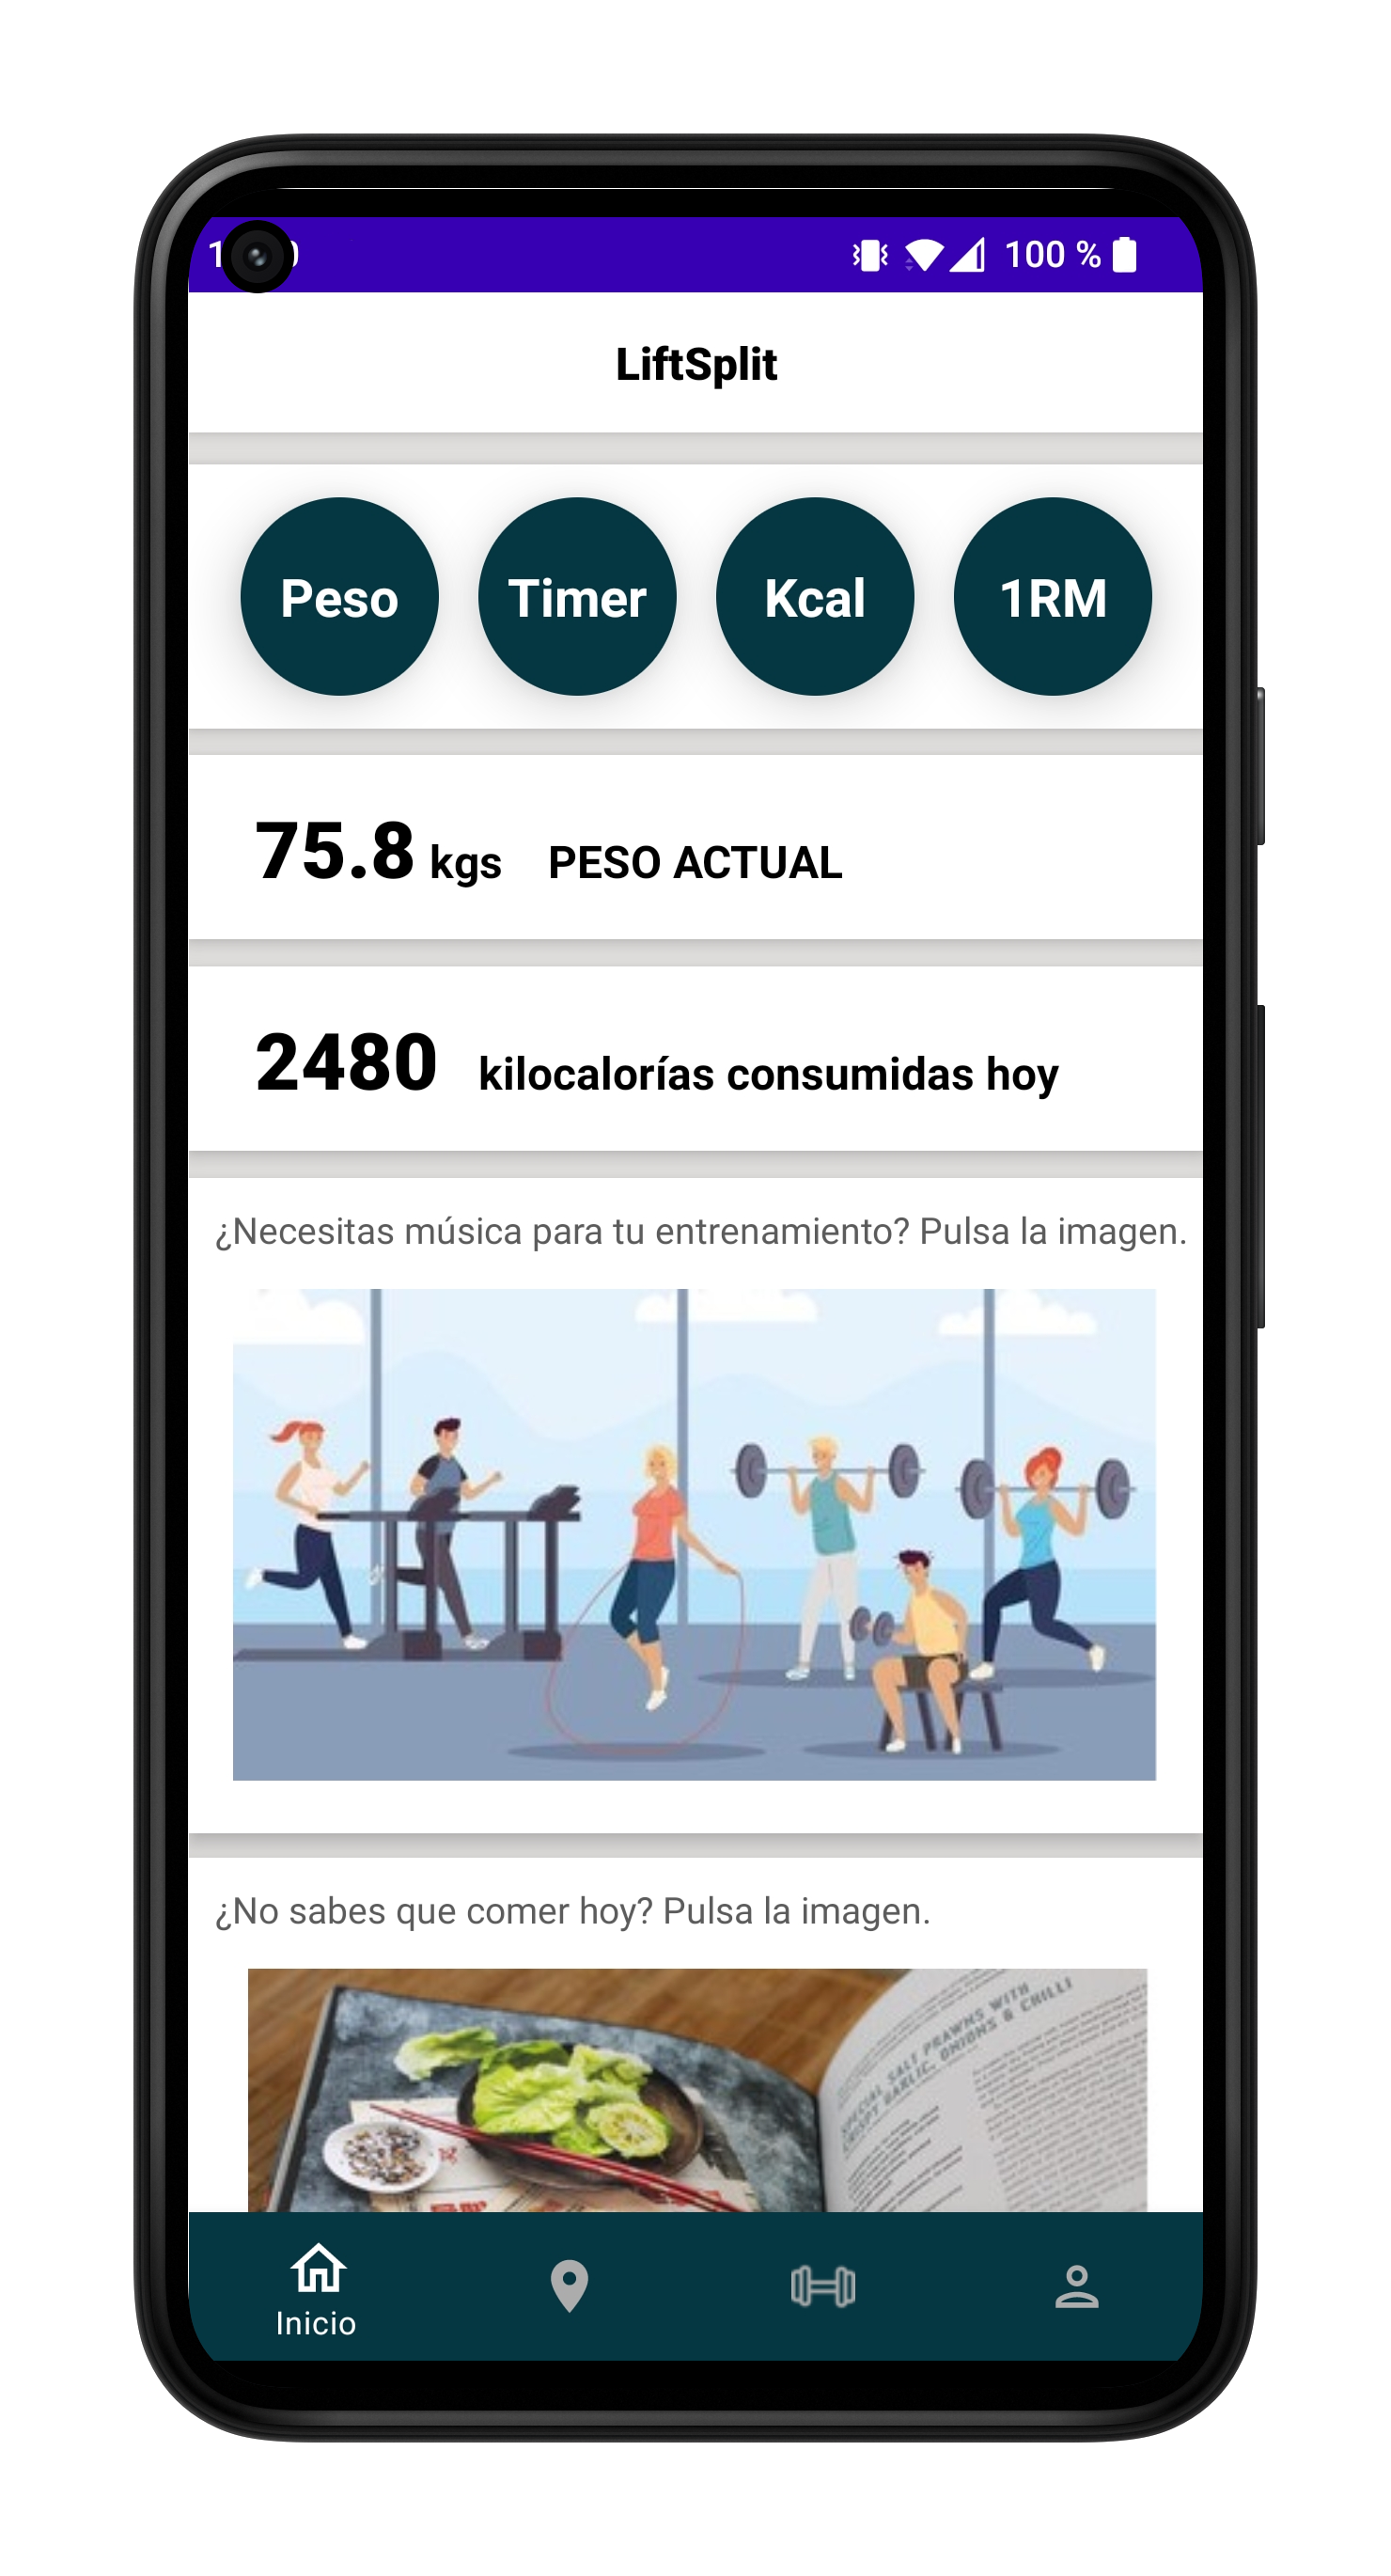 100 %
LiftSplit
Peso Timer Kcal 1RM
75.8 kgs PESO ACTUAL
2480 kilocalorías consumidas hoy
¿Necesitas música para tu entrenamiento? Pulsa la imagen.
¿No sabes que comer hoy? Pulsa la imagen.
SPECIAL SALT PRAWNS WITH
CRISPY GARLIC, ONIONS & CHILLI
Inicio